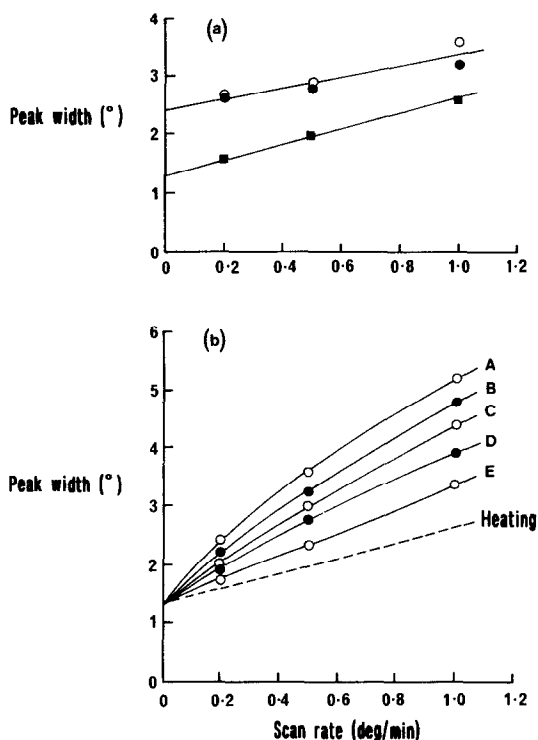 (a)
4
3
Peak width (°)
2
1
0
0 0·2 0·4 0·6 0·8 1·0 1·2
(b)
6
A
5
B
C
4
D
Peak width (°)
E
3
Heating
2
1
0
0 0·2 0·4 0·6 0·8 1·0 1·2
Scan rate (deg/min)